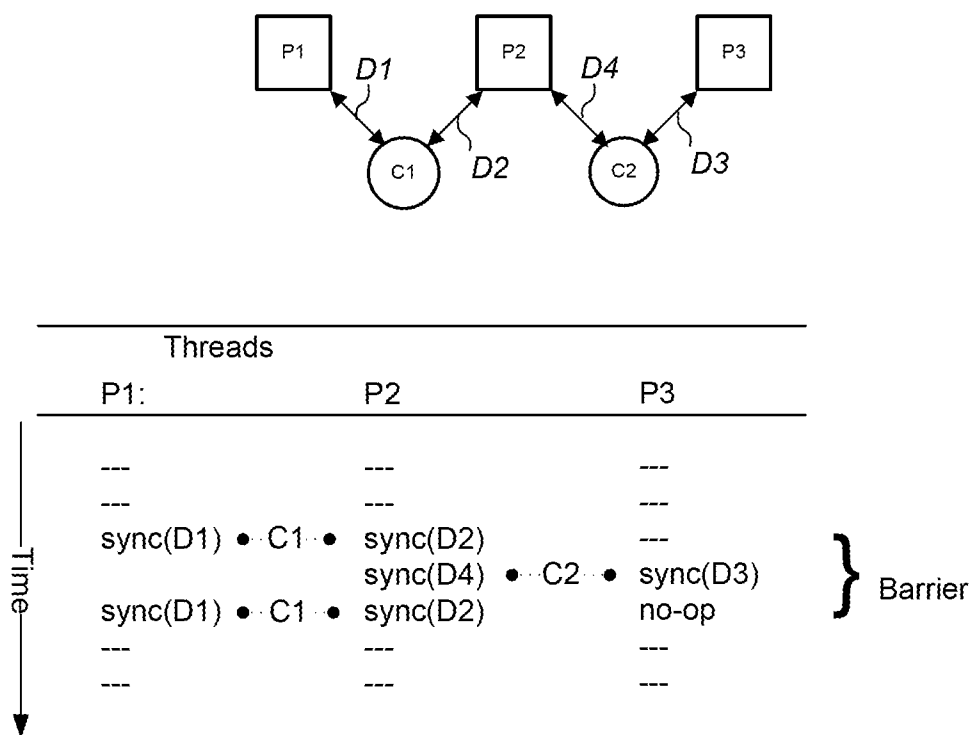 P1 P2 P3
D1 D4
D2 D3
C1 C2
Threads
P1: P2 P3
--- --- ---
--- --- ---
sync(D1) C1 sync(D2) ---
sync(D4) C2 sync(D3)
sync(D1) C1 sync(D2) no-op
--- --- ---
--- --- ---
Time
Barrier